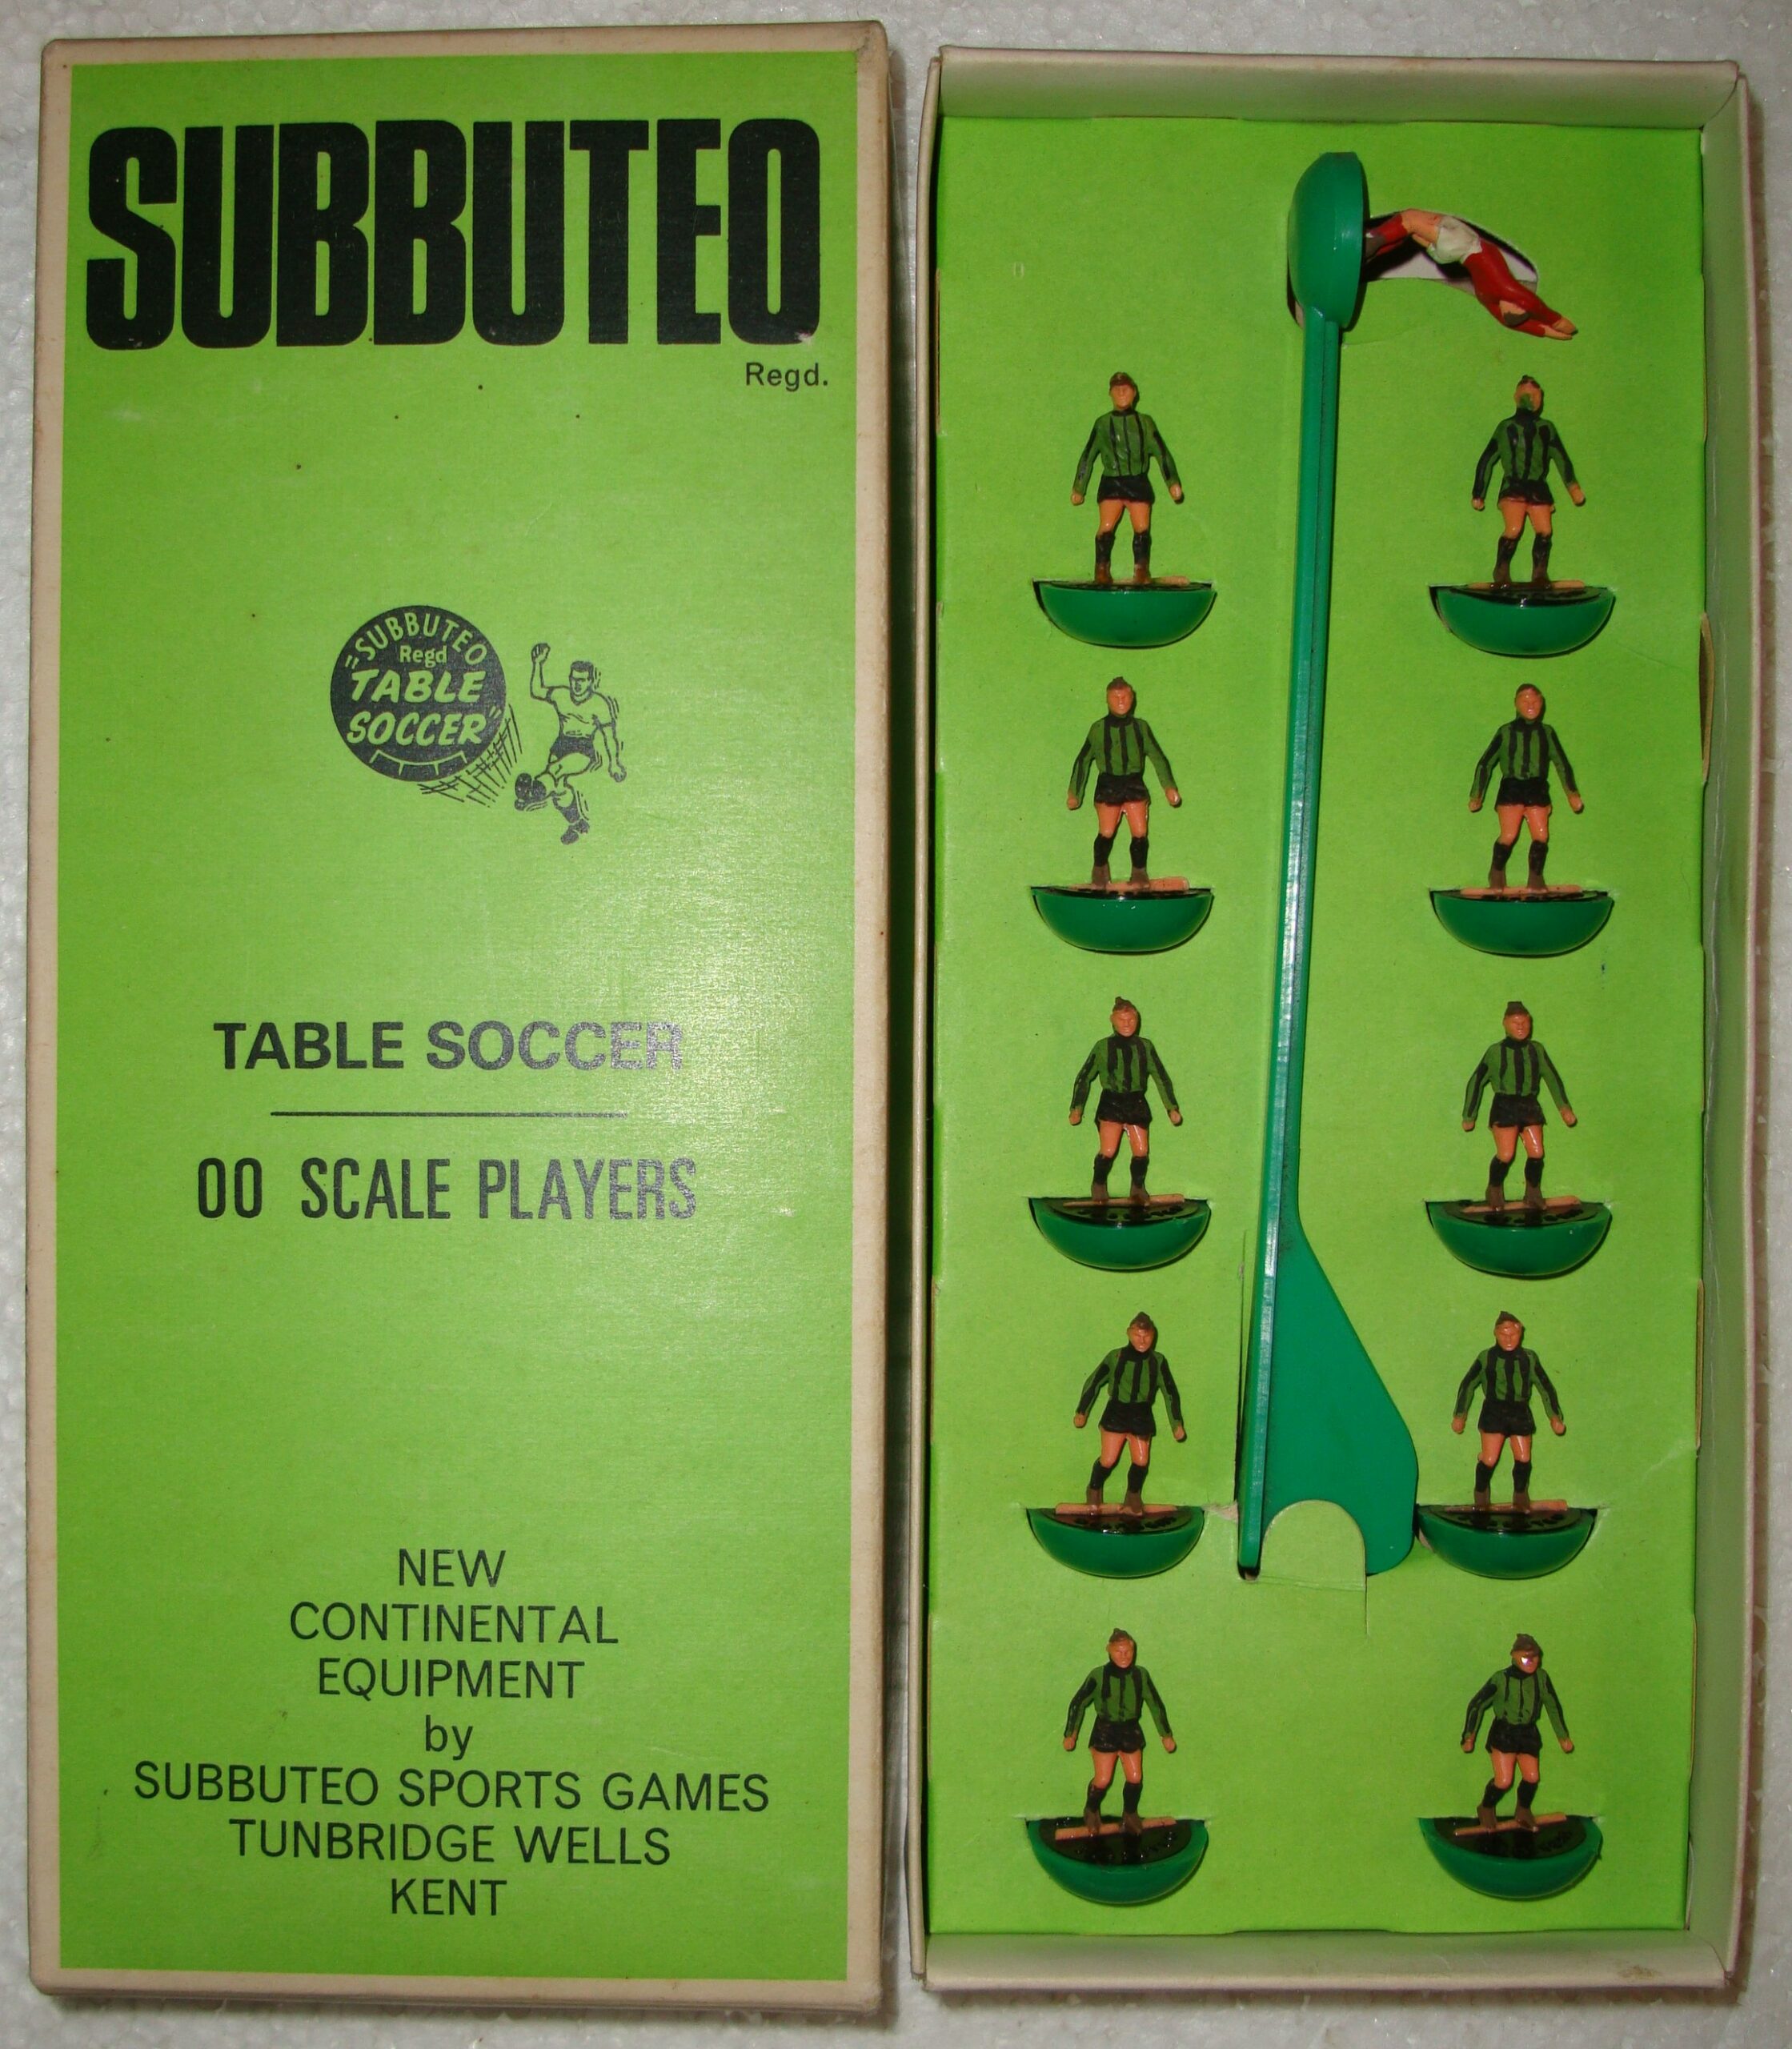 SUBBUTEO
Regd.
"SUBBUTEO
Regd
TABLE
SOCCER"
TABLE SOCCER
00 SCALE PLAYERS
NEW
CONTINENTAL
EQUIPMENT
by
SUBBUTEO SPORTS GAMES
TUNBRIDGE WELLS
KENT